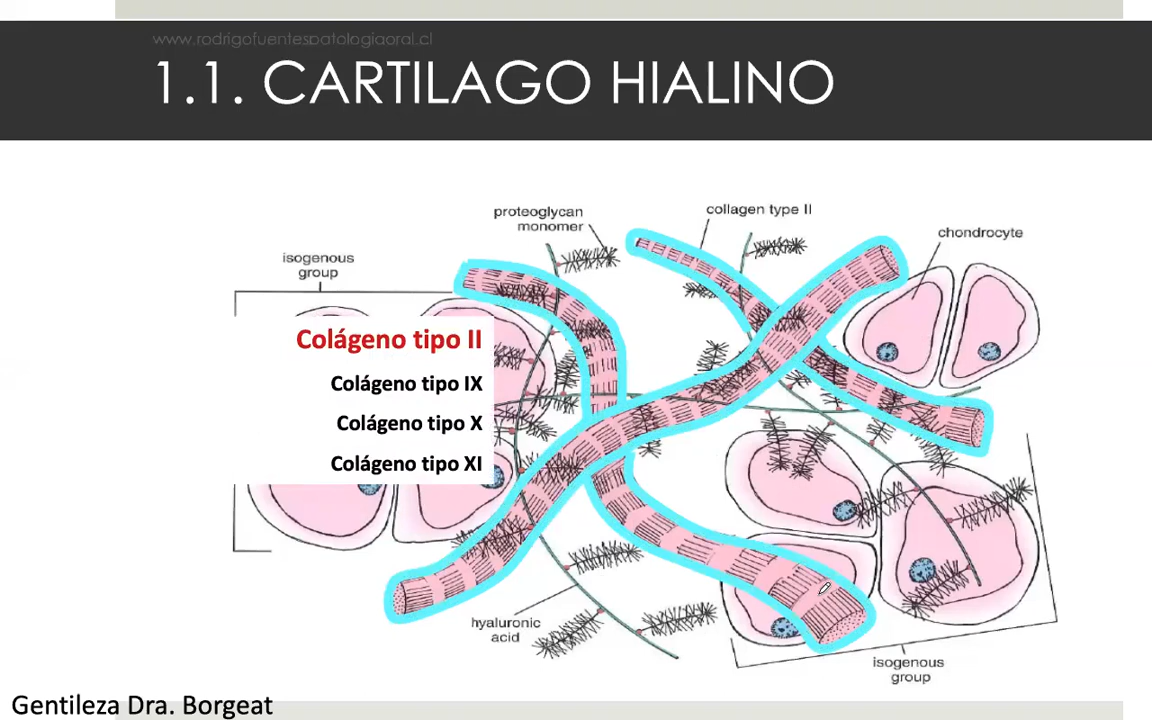 www.rodrigofuentespatologiaoral.cl
1.1. CARTILAGO HIALINO
proteoglycan
monomer
collagen type II
chondrocyte
isogenous
group
Colágeno tipo II
Colágeno tipo IX
Colágeno tipo X
Colágeno tipo XI
hyaluronic
acid
isogenous
group
Gentileza Dra. Borgeat